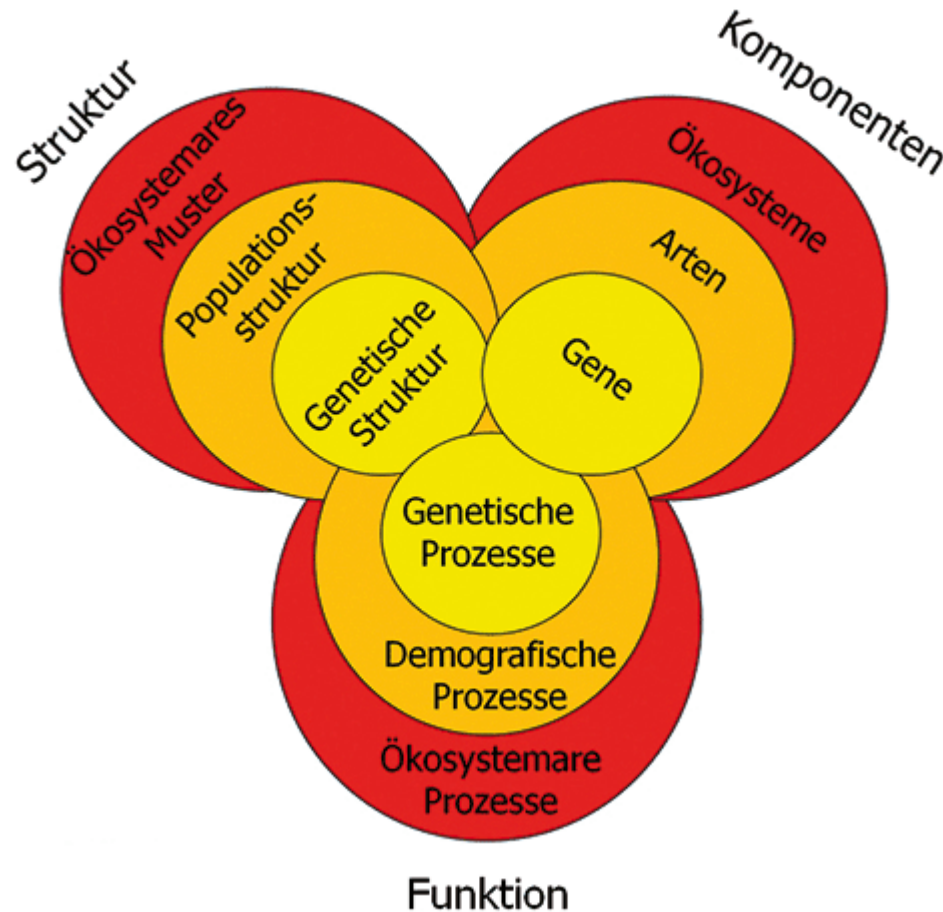 Struktur
Ökosystemares
Muster
Populations-
struktur
Genetische
Struktur
Komponenten
Ökosysteme
Arten
Gene
Genetische
Prozesse
Demografische
Prozesse
Ökosystemare
Prozesse
Funktion